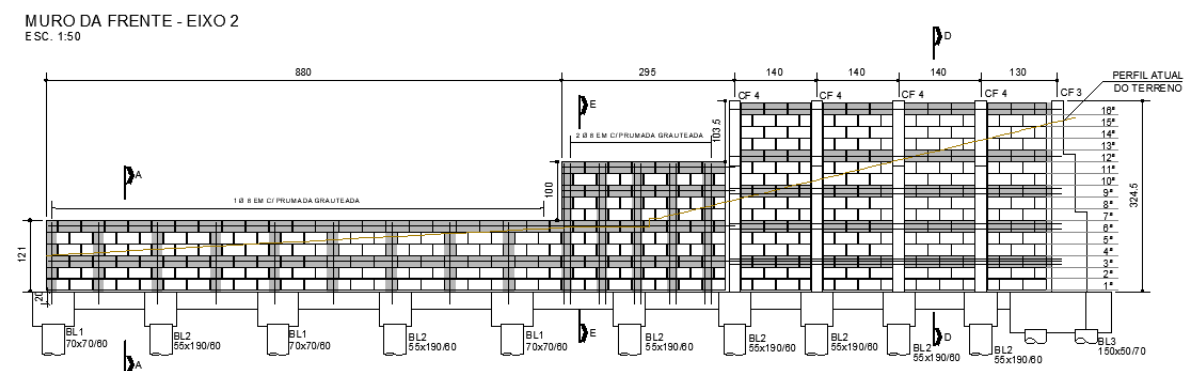 MURO DA FRENTE - EIXO 2
ESC. 1:50
D
880
295
140
140
140
130
PERFIL ATUAL
DO TERRENO
CF 4
CF 4
CF 4
CF 4
CF 3
E
2 Ø 8 EM C/ PRUMADA GRAUTEADA
103.5
16ª
15ª
14ª
13ª
12ª
11ª
10ª
9ª
8ª
7ª
6ª
5ª
4ª
3ª
2ª
1ª
324.5
A
1 Ø 8 EM C/ PRUMADA GRAUTEADA
100
121
20
BL1
70x70/60
BL2
55x190/60
BL1
70x70/60
BL2
55x190/60
BL1
70x70/60
BL2
55x190/60
BL2
55x190/60
BL2
55x190/60
BL2
55x190/60
BL2
55x190/60
BL3
150x50/70
E
D
A